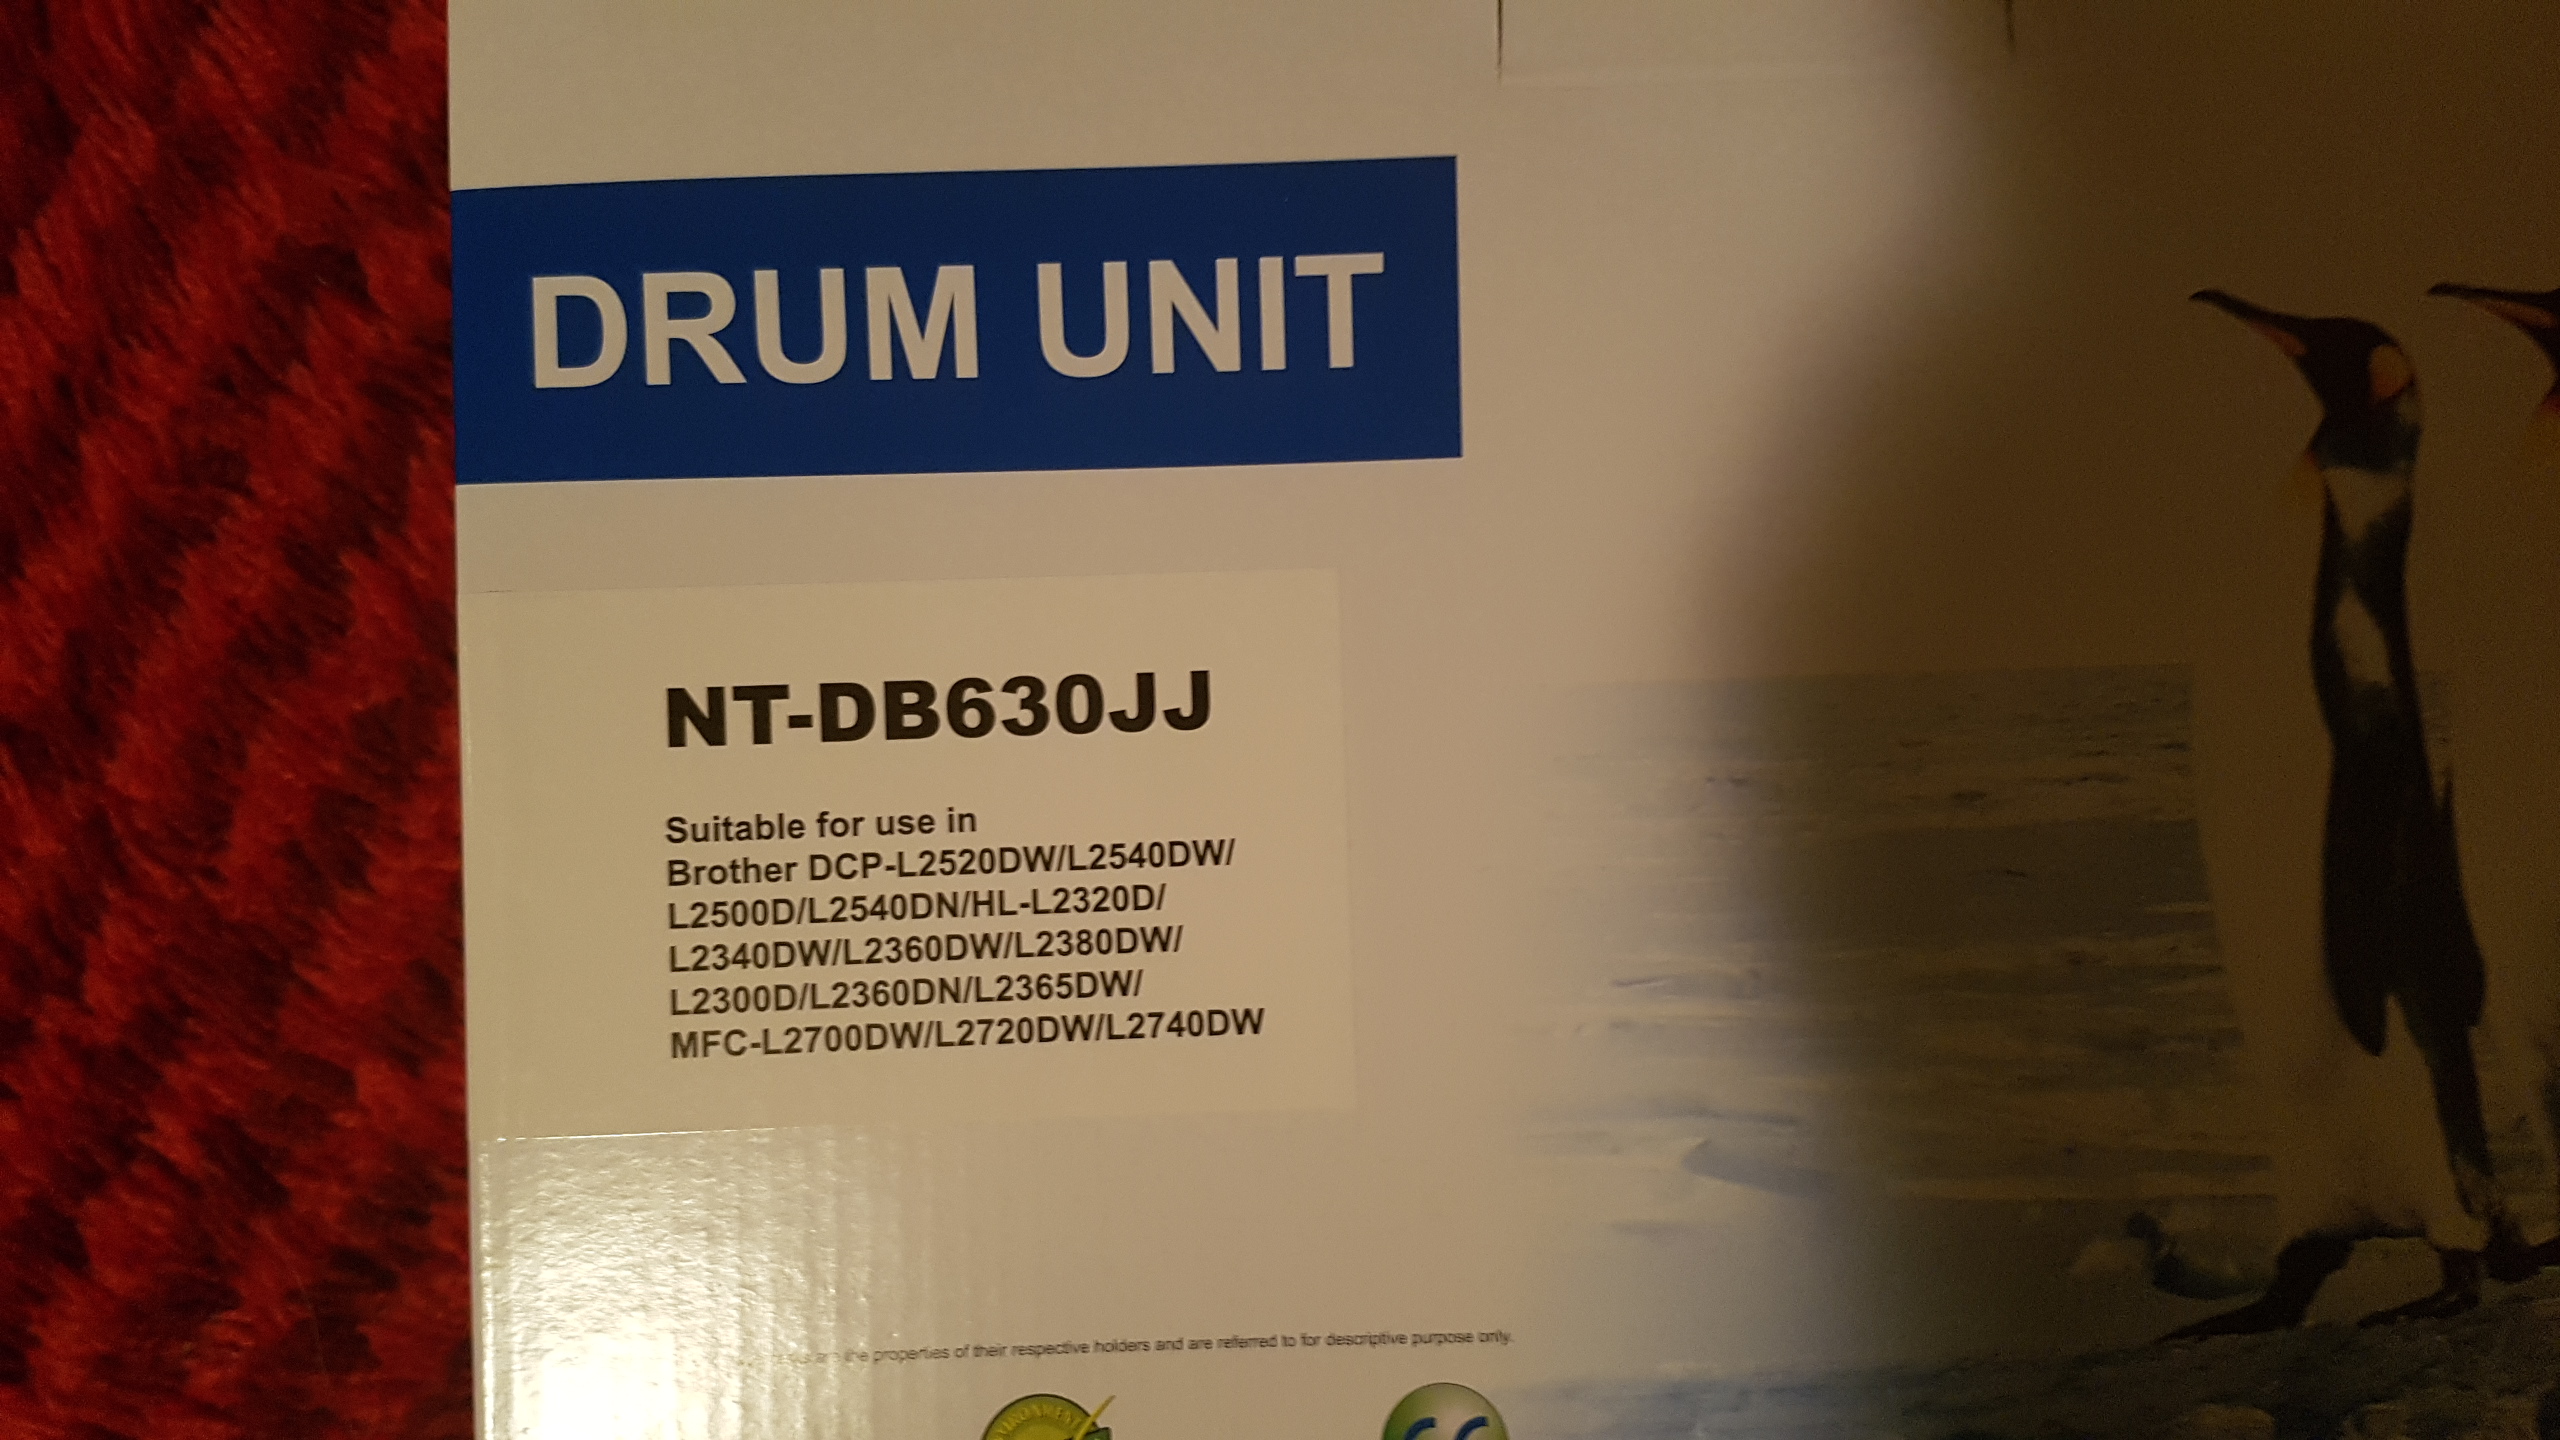 DRUM UNIT
NT-DB630JJ
Suitable for use in
Brother DCP-L2520DW/L2540DW/
L2500D/L2540DN/HL-L2320D/
L2340DW/L2360DW/L2380DW/
L2300D/L2360DN/L2365DW/
MFC-L2700DW/L2720DW/L2740DW
the properties of their respective holders and are referred to for descriptive purpose only.